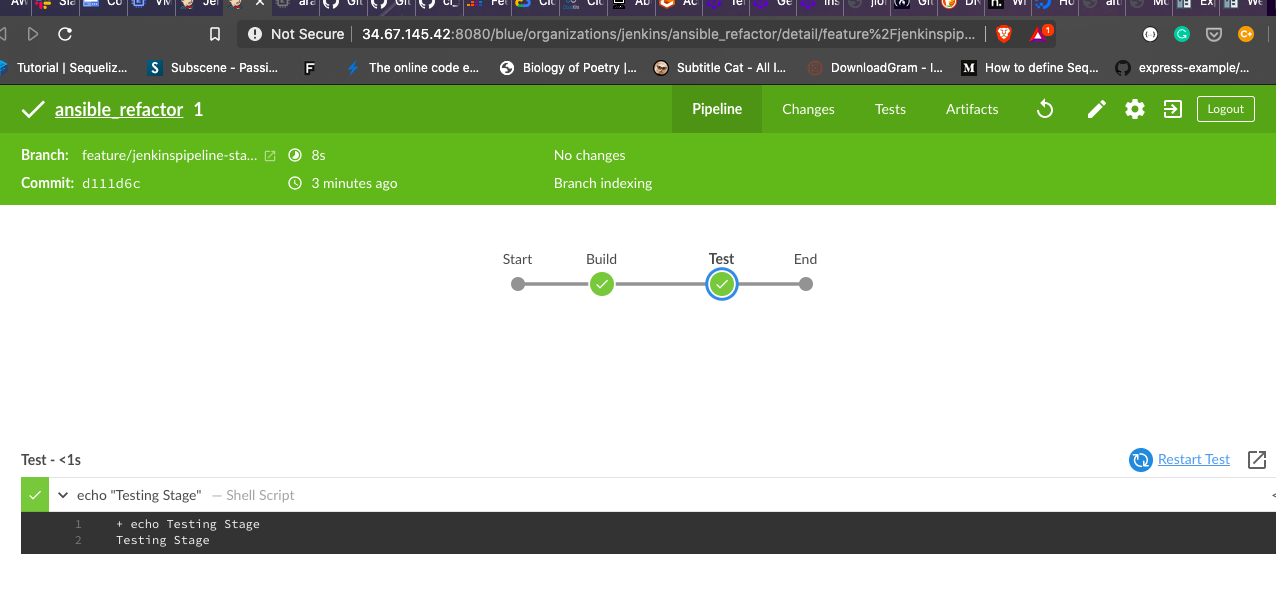 Not Secure 34.67.145.42:8080/blue/organizations/jenkins/ansible_refactor/detail/feature%2Fjenkinspip... 1
Tutorial | Sequeliz... S Subscene - Passi... F The online code e... Biology of Poetry |... Subtitle Cat - All I... DownloadGram - I... M How to define Seq... express-example/...
ansible_refactor 1 Pipeline Changes Tests Artifacts Logout
Branch: feature/jenkinspipeline-sta... 8s No changes
Commit: d111d6c 3 minutes ago Branch indexing
Start Build Test End
Test - <1s Restart Test
echo "Testing Stage" — Shell Script
1 + echo Testing Stage
2 Testing Stage